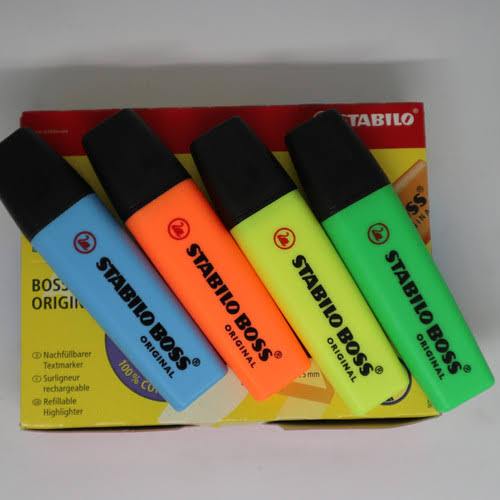 STABILO
BOSS
ORIGIN
Nachfüllbarer
Textmarker
Surligneur
rechargeable
Refillable
Highlighter
100% CO
5 mm
STABILO BOSS®
ORIGINAL
STABILO BOSS®
ORIGINAL
STABILO BOSS®
ORIGINAL
STABILO BOSS®
ORIGINAL